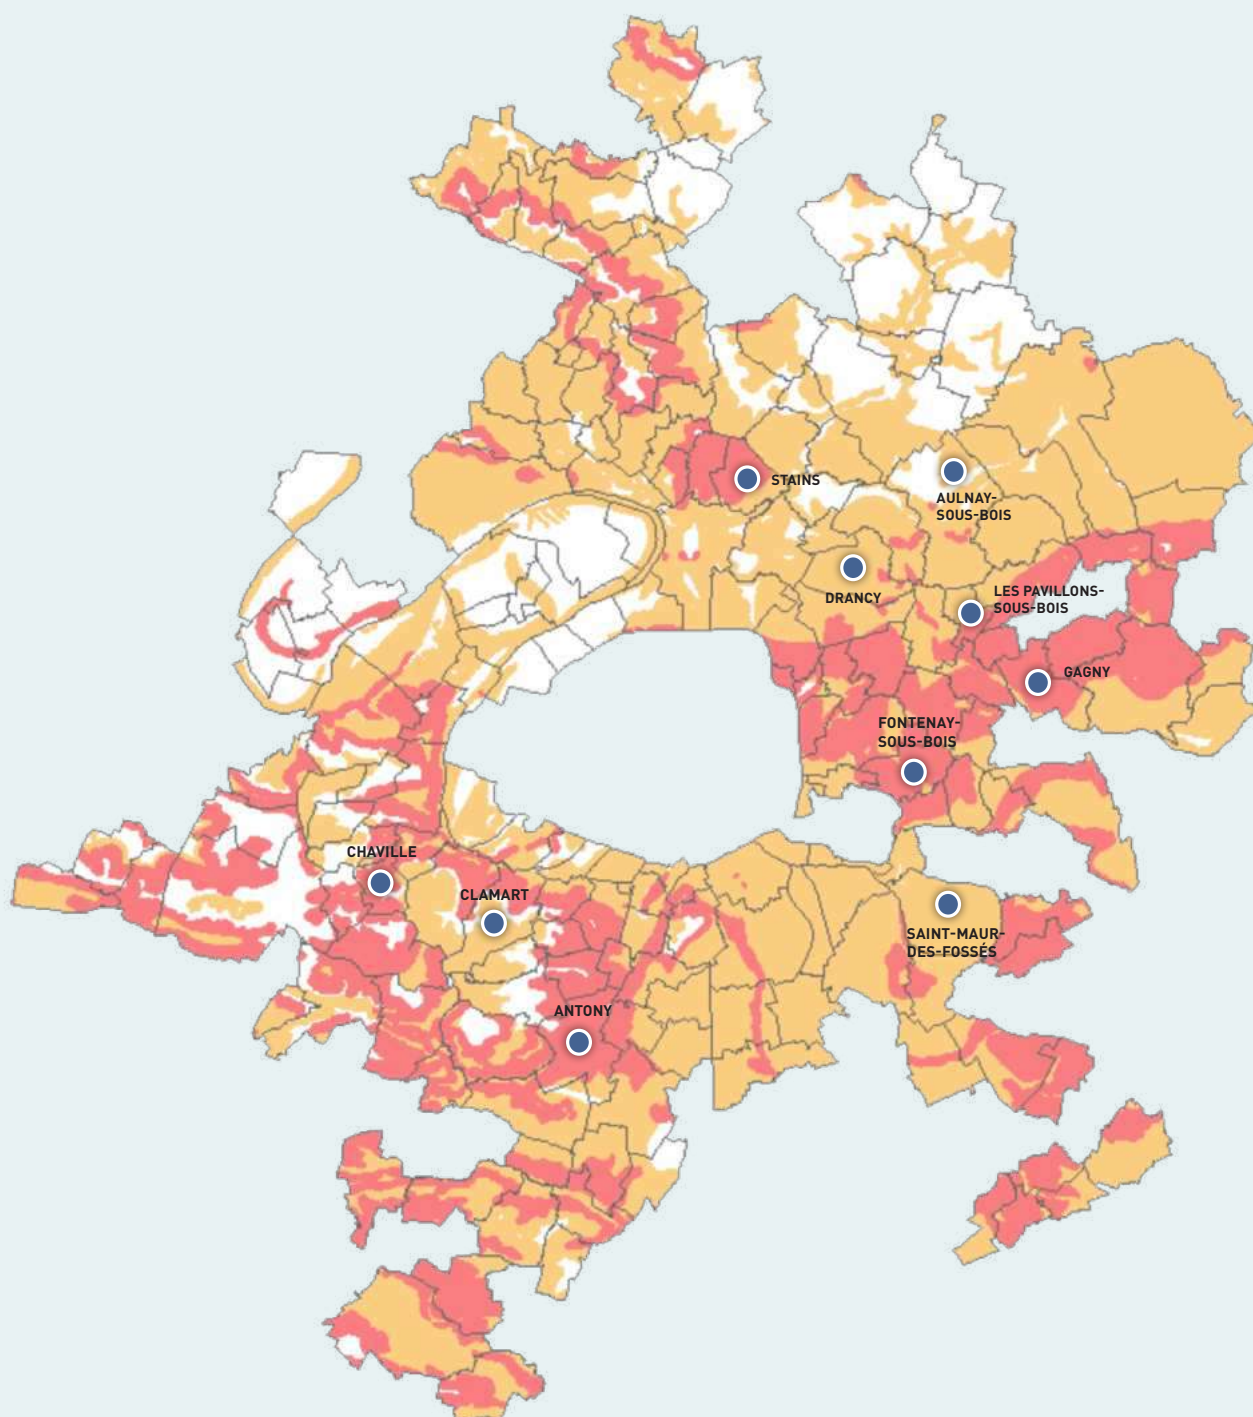 STAINS
AULNAY-
SOUS-BOIS
DRANCY
LES PAVILLONS-
SOUS-BOIS
GAGNY
FONTENAY-
SOUS-BOIS
CHAVILLE
CLAMART
SAINT-MAUR-
DES-FOSSÉS
ANTONY